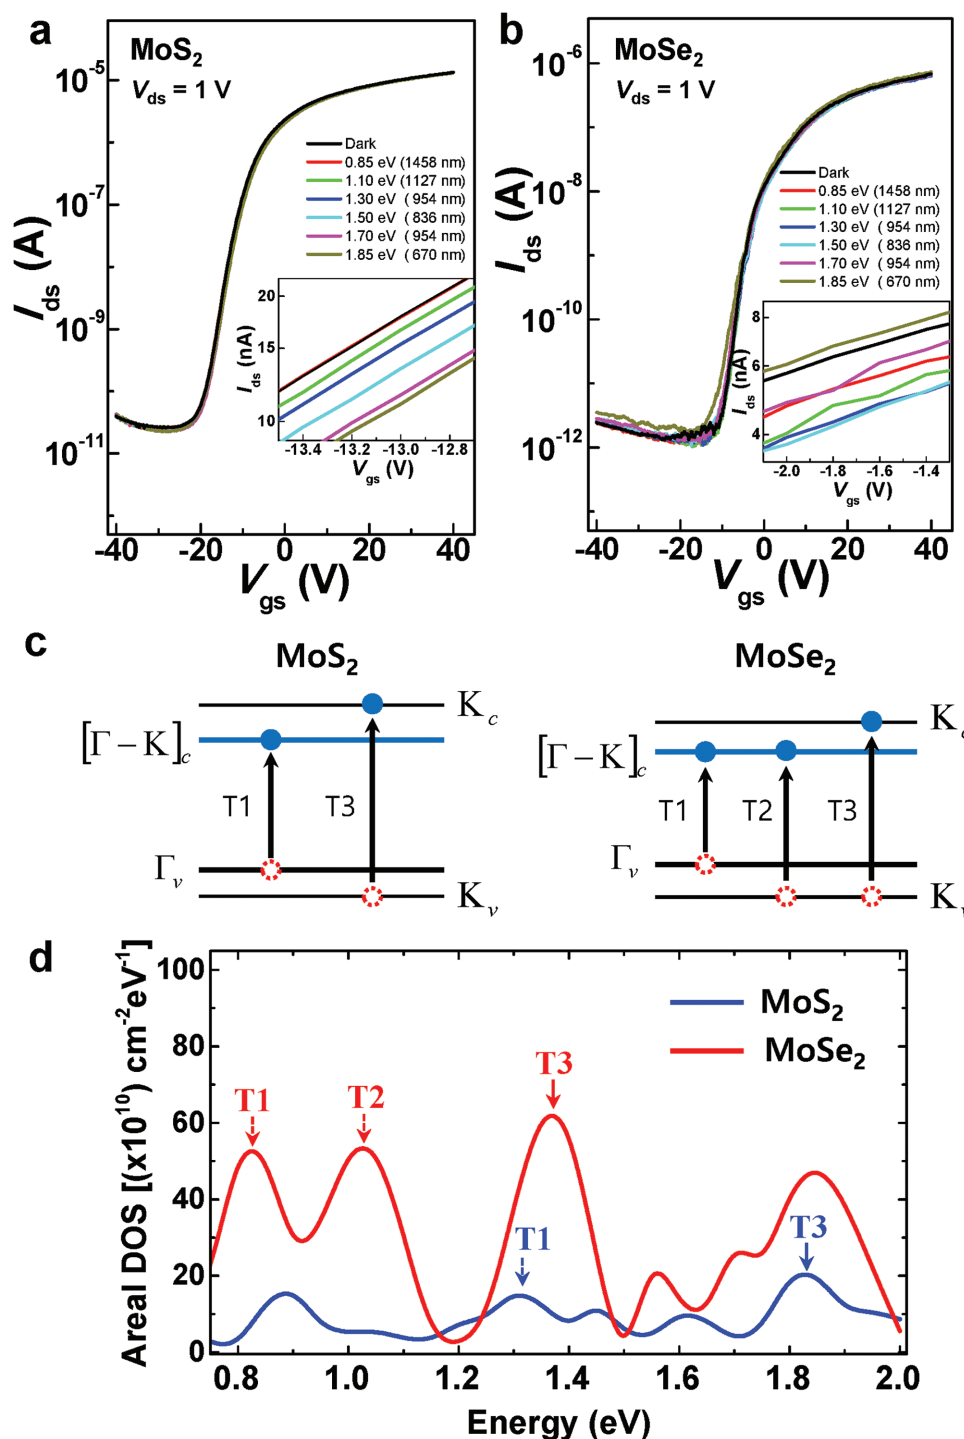 a
MoS2
Vds = 1 V
10-5
10-7
10-9
10-11
Ids (A)
Dark
0.85 eV (1458 nm)
1.10 eV (1127 nm)
1.30 eV ( 954 nm)
1.50 eV ( 836 nm)
1.70 eV ( 954 nm)
1.85 eV ( 670 nm)
20
15
10
Ids (nA)
-13.4 -13.2 -13.0 -12.8
Vgs (V)
-40 -20 0 20 40
Vgs (V)
b
MoSe2
Vds = 1 V
10-6
10-8
10-10
10-12
Ids (A)
Dark
0.85 eV (1458 nm)
1.10 eV (1127 nm)
1.30 eV ( 954 nm)
1.50 eV ( 836 nm)
1.70 eV ( 954 nm)
1.85 eV ( 670 nm)
8
6
4
Ids (nA)
-2.0 -1.8 -1.6 -1.4
Vgs (V)
-40 -20 0 20 40
Vgs (V)
c
MoS2
Kc
[Γ – K]c
T1 T3
Γv
Kv
MoSe2
K
[Γ – K]c
T1 T2 T3
Γv
K
d
Areal DOS [(x1010) cm-2eV-1]
100
80
60
40
20
0
MoS2
MoSe2
T1 T2 T3
T1 T3
0.8 1.0 1.2 1.4 1.6 1.8 2.0
Energy (eV)